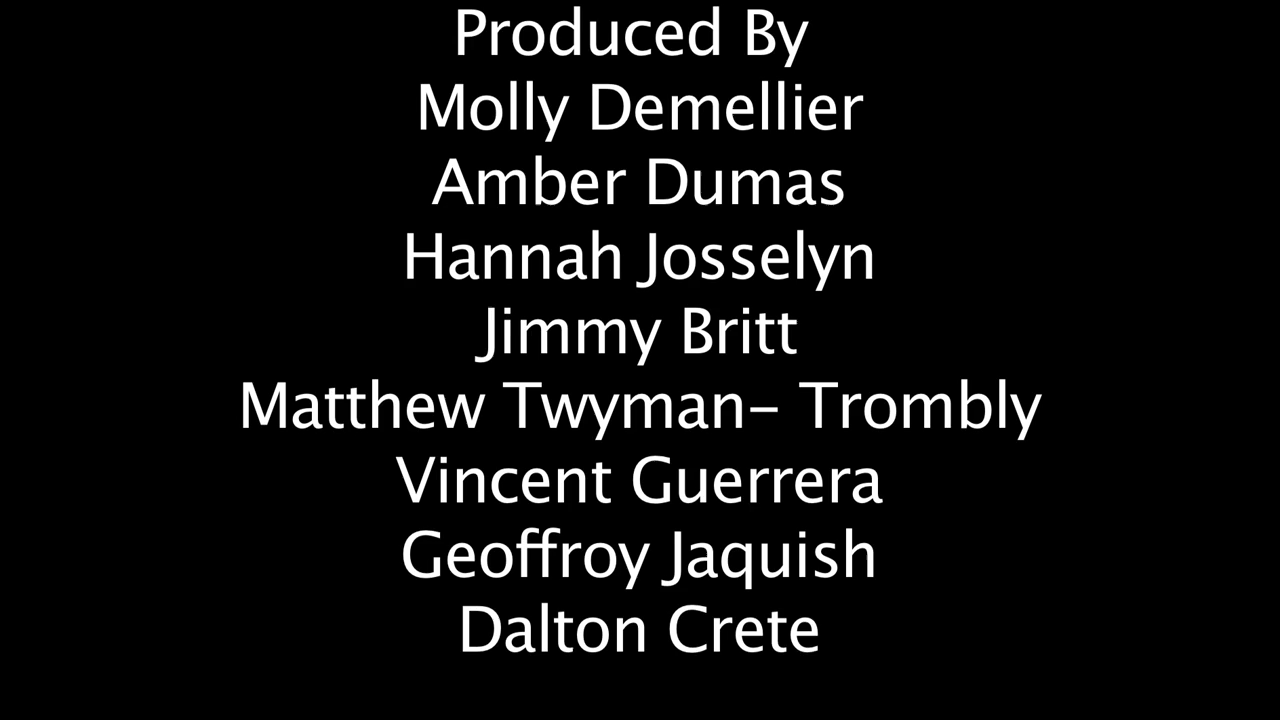 Produced By
Molly Demellier
Amber Dumas
Hannah Josselyn
Jimmy Britt
Matthew Twyman- Trombly
Vincent Guerrera
Geoffroy Jaquish
Dalton Crete